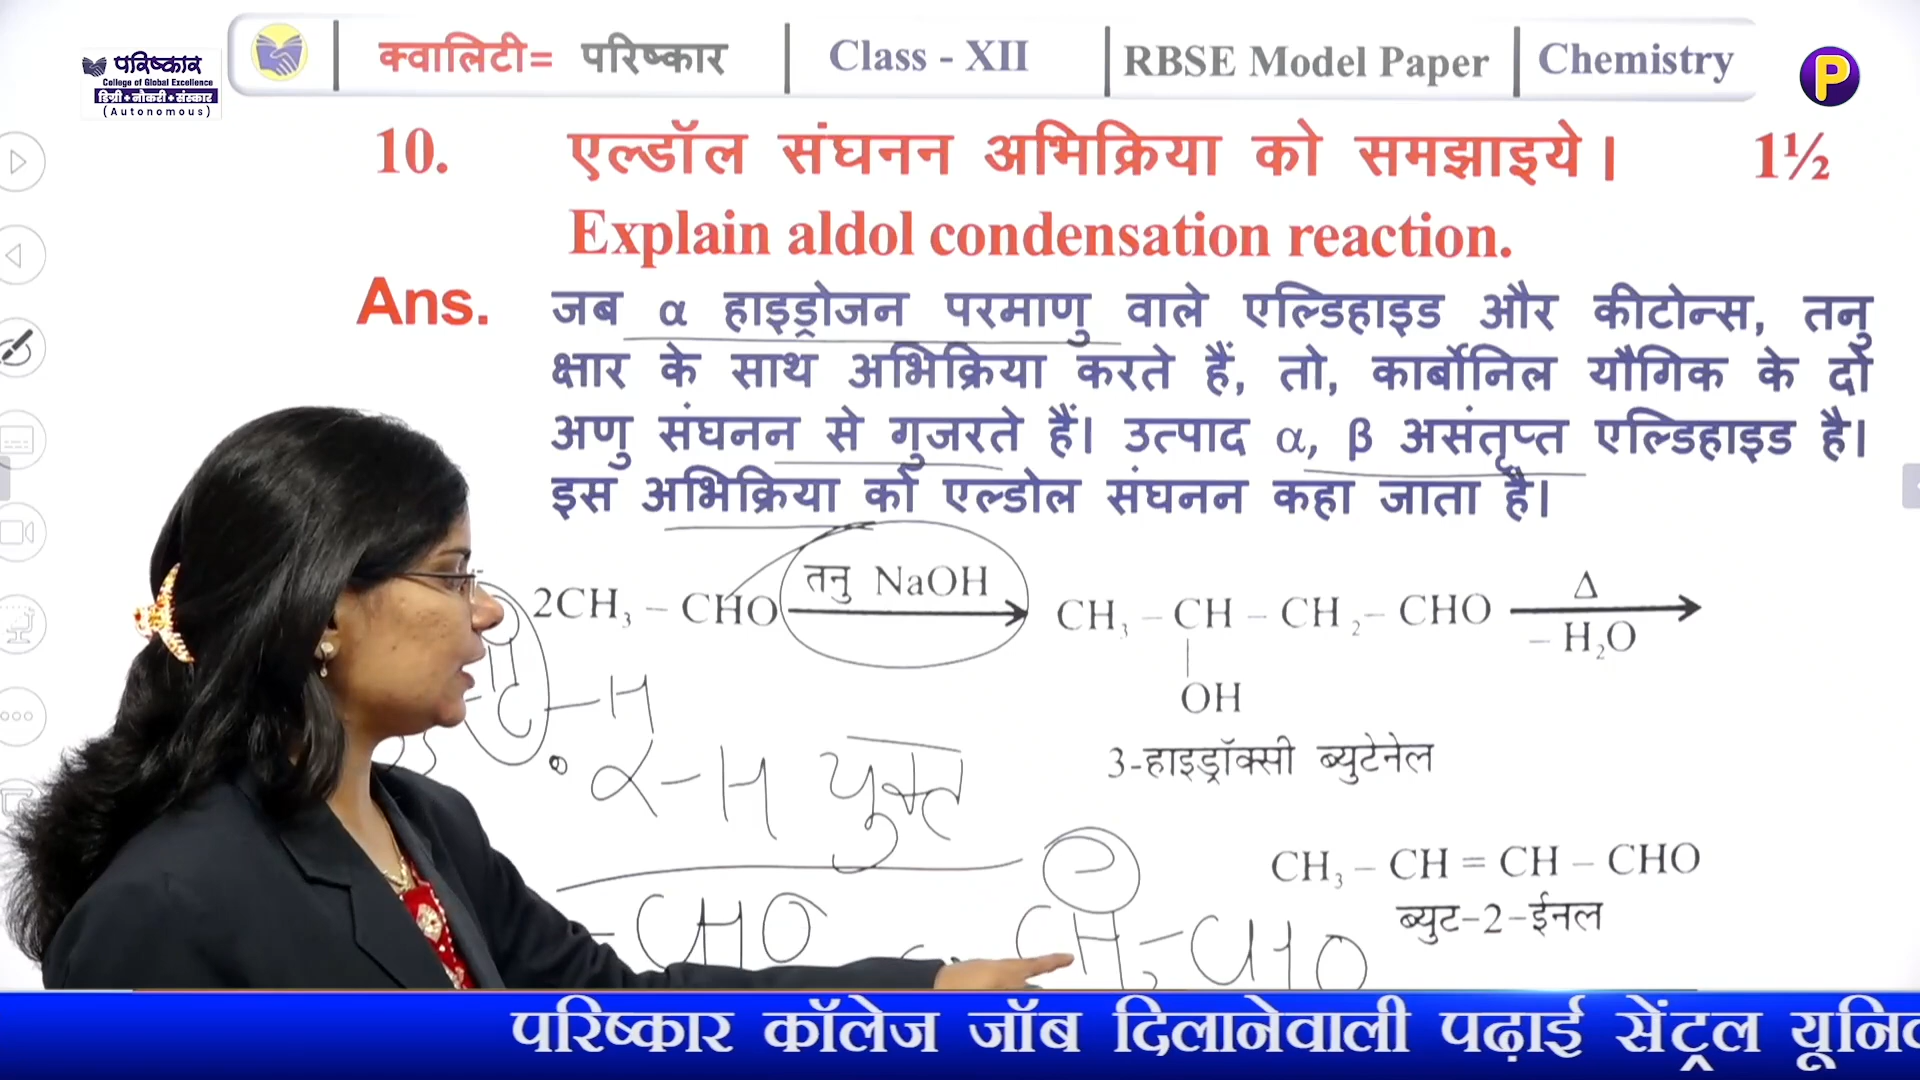 परिष्कार
College of Global Excellence
डिग्री + नौकरी + संस्कार
(Autonomous)
क्वालिटी= परिष्कार
Class - XII
RBSE Model Paper
Chemistry
P
10. एल्डॉल संघनन अभिक्रिया को समझाइये। 1½
Explain aldol condensation reaction.
Ans. जब α हाइड्रोजन परमाणु वाले एल्डिहाइड और कीटोन्स, तनु
क्षार के साथ अभिक्रिया करते हैं, तो, कार्बोनिल यौगिक के दो
अणु संघनन से गुजरते हैं। उत्पाद α, β असंतृप्त एल्डिहाइड है।
इस अभिक्रिया को एल्डोल संघनन कहा जाता है।
2CH₃ – CHO तनु NaOH CH₃ – CH – CH₂ – CHO Δ
– H₂O
OH
C – H
3-हाइड्रॉक्सी ब्युटेनेल
α – H युक्त
CH₃ – CH = CH – CHO
ब्युट-2-ईनल
– CHO CH₃ – CHO
परिष्कार कॉलेज जॉब दिलानेवाली पढ़ाई सेंट्रल